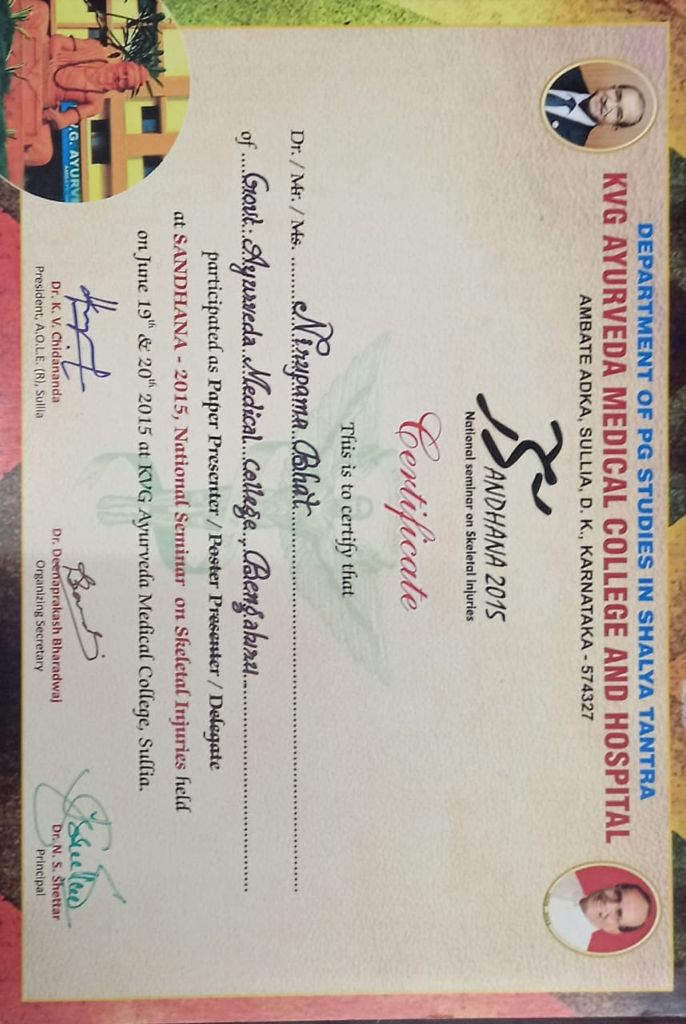 DEPARTMENT OF PG STUDIES IN SHALYA TANTRA
KVG AYURVEDA MEDICAL COLLEGE AND HOSPITAL
AMBATE ADKA, SULLIA, D. K., KARNATAKA - 574327
SANDHANA 2015
National seminar on Skeletal Injuries
Certificate
This is to certify that
Dr. / Mr. / Ms. ........Nirupama..Bhat........
of ....Govt..Ayurveda..Medical...college.,.Bengaluru........
participated as Paper Presenter / Poster Presenter / Delegate
at SANDHANA - 2015, National Seminar on Skeletal Injuries held
on June 19th & 20th 2015 at KVG Ayurveda Medical College, Sullia.
.G. AYURV
Dr. K. V. Chidananda
President, A.O.L.E. (R), Sullia
Dr. Deenaprakash Bharadwaj
Organizing Secretary
Dr. N. S. Shettar
Principal